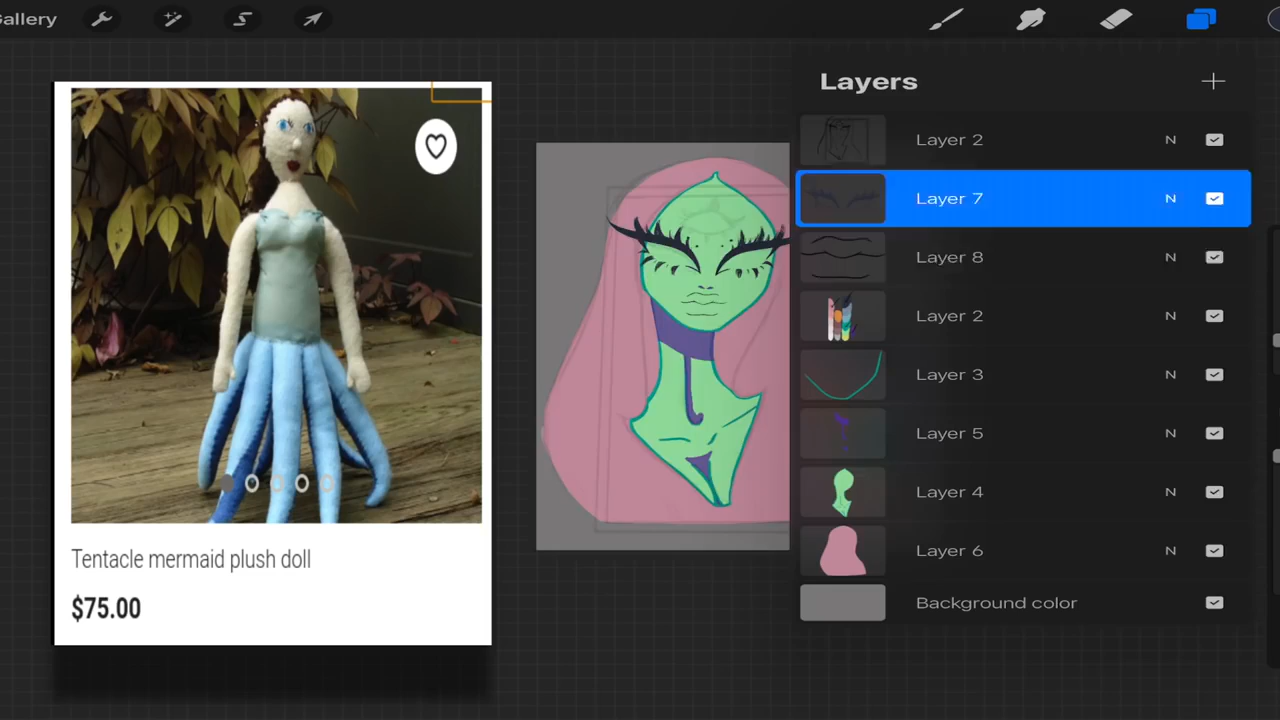 Gallery
Layers
Layer 2 N
Layer 7 N
Layer 8 N
Layer 2 N
Layer 3 N
Layer 5 N
Layer 4 N
Layer 6 N
Background color
Tentacle mermaid plush doll
$75.00